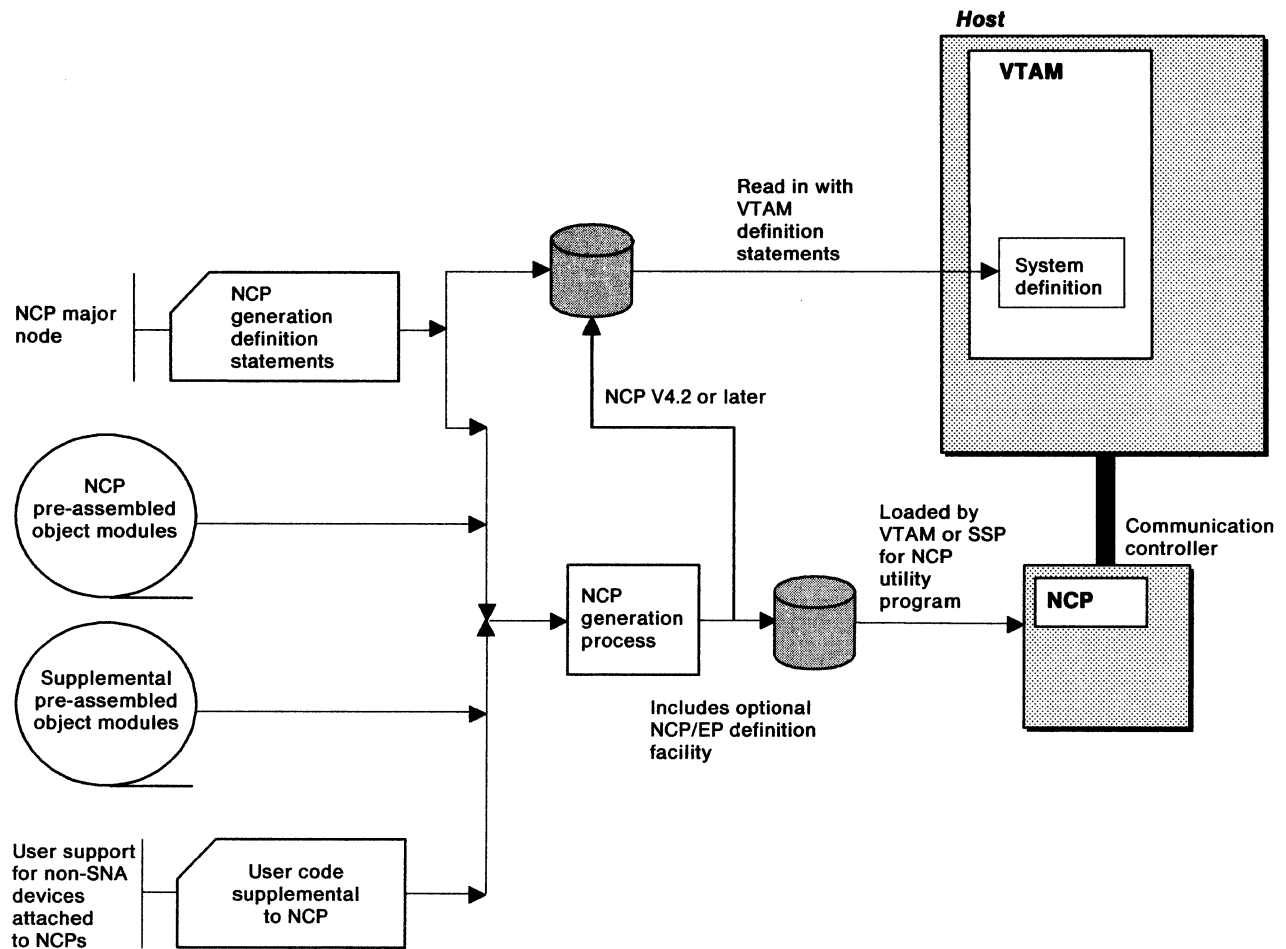 Host
VTAM
Read in with
VTAM
definition
statements
System
definition
NCP major
node
NCP
generation
definition
statements
NCP V4.2 or later
NCP
pre-assembled
object modules
Loaded by
VTAM or SSP
for NCP
utility
program
Communication
controller
NCP
generation
process
NCP
Supplemental
pre-assembled
object modules
Includes optional
NCP/EP definition
facility
User support
for non-SNA
devices
attached
to NCPs
User code
supplemental
to NCP